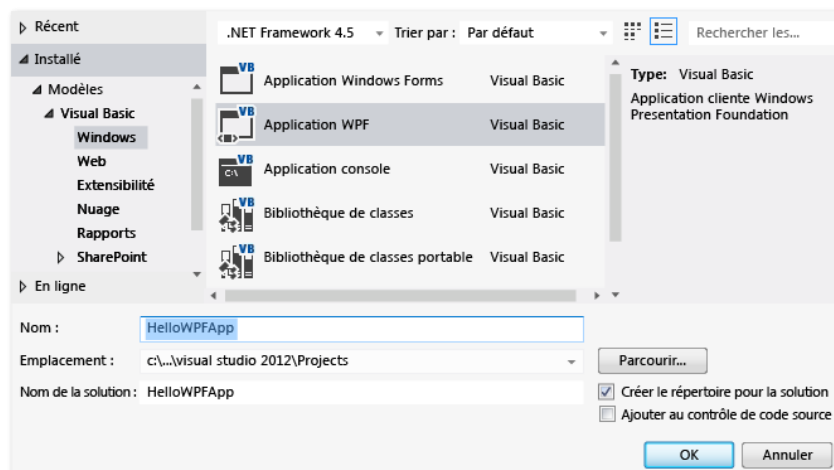 Récent
.NET Framework 4.5 Trier par : Par défaut Rechercher les...
Installé
Modèles
Visual Basic
Windows
Web
Extensibilité
Nuage
Rapports
SharePoint
En ligne
VB Application Windows Forms Visual Basic
VB Application WPF Visual Basic
VB C:\ Application console Visual Basic
VB Bibliothèque de classes Visual Basic
VB Bibliothèque de classes portable Visual Basic
Type: Visual Basic
Application cliente Windows
Presentation Foundation
Nom : HelloWPFApp
Emplacement : c:\...\visual studio 2012\Projects Parcourir...
Nom de la solution : HelloWPFApp Créer le répertoire pour la solution
Ajouter au contrôle de code source
OK Annuler